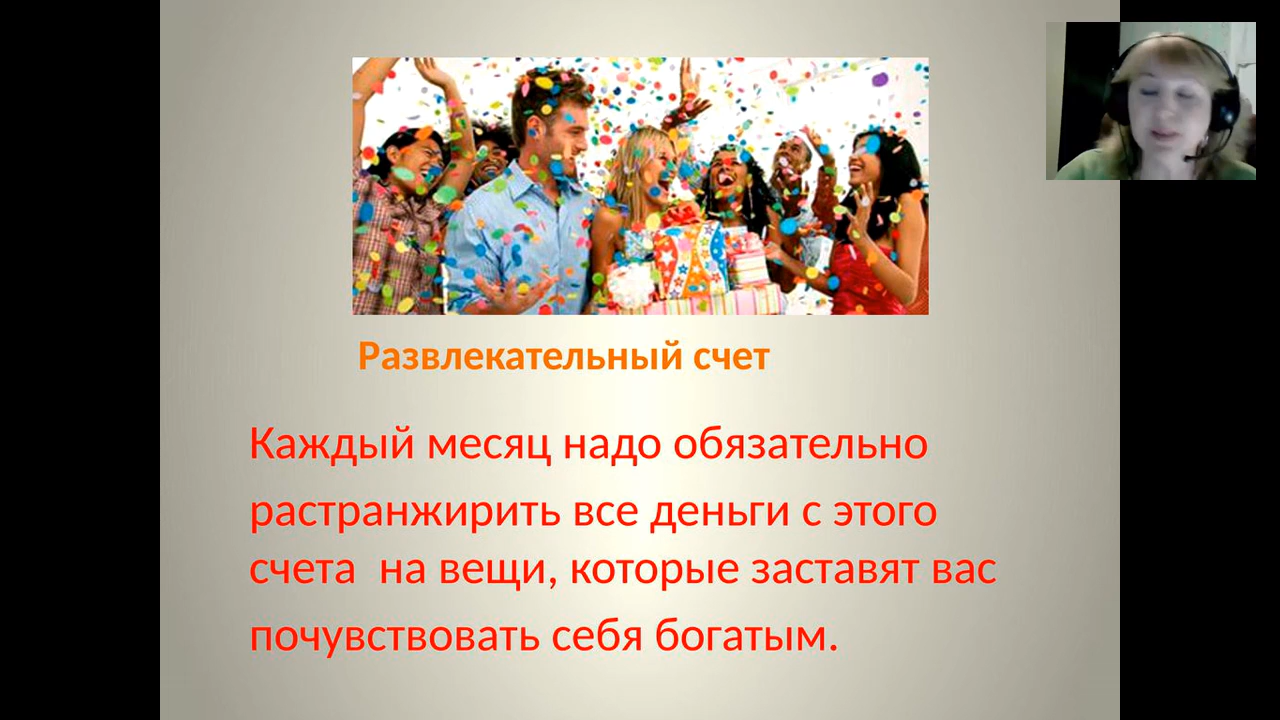 Развлекательный счет
Каждый месяц надо обязательно
растранжирить все деньги с этого
счета на вещи, которые заставят вас
почувствовать себя богатым.